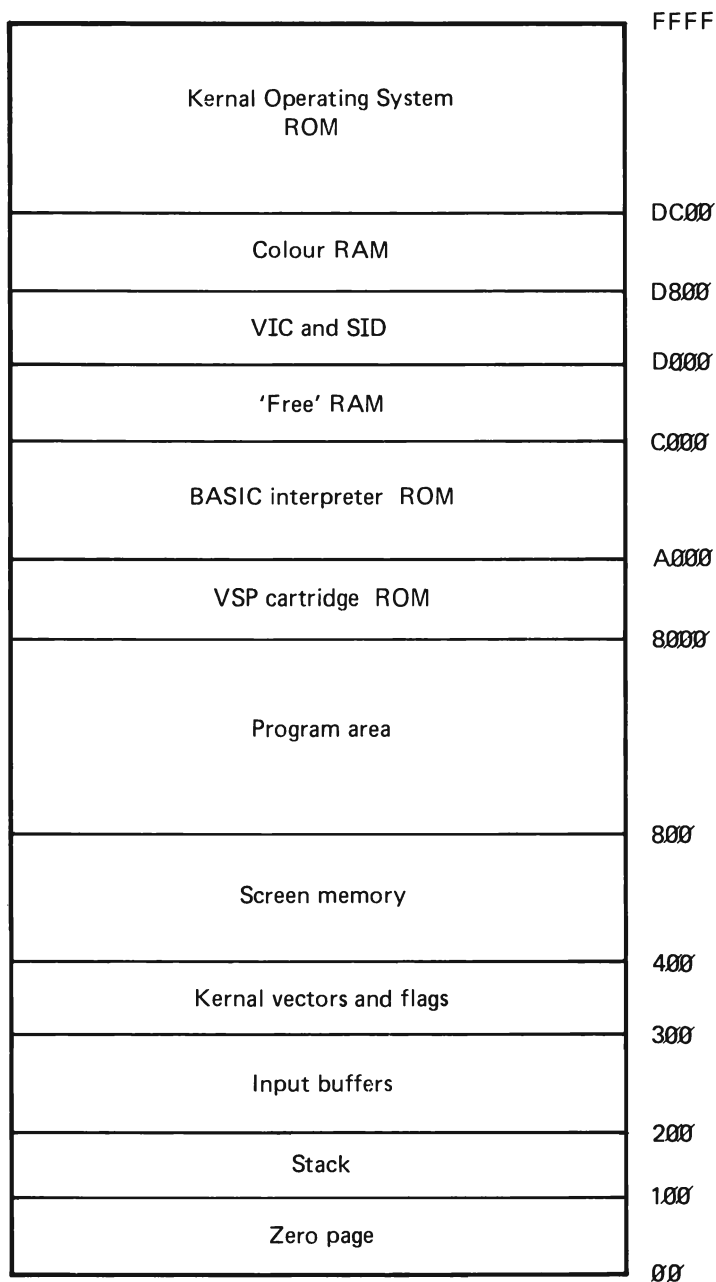 FFFF
Kernal Operating System
ROM
DC00
Colour RAM
D800
VIC and SID
D000
'Free' RAM
C000
BASIC interpreter ROM
A000
VSP cartridge ROM
8000
Program area
800
Screen memory
400
Kernal vectors and flags
300
Input buffers
200
Stack
100
Zero page
00